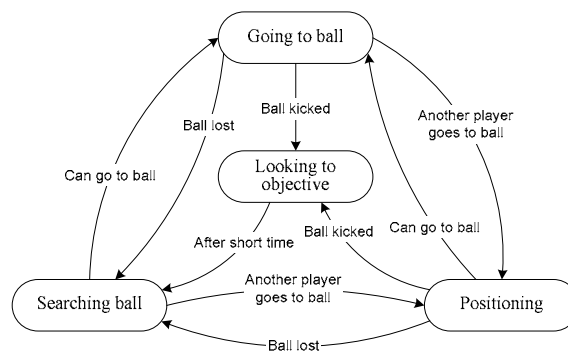 Going to ball
Ball kicked
Another player
goes to ball
Ball lost
Looking to
objective
Can go to ball
After short time
Ball kicked
Can go to ball
Another player
goes to ball
Searching ball
Positioning
Ball lost